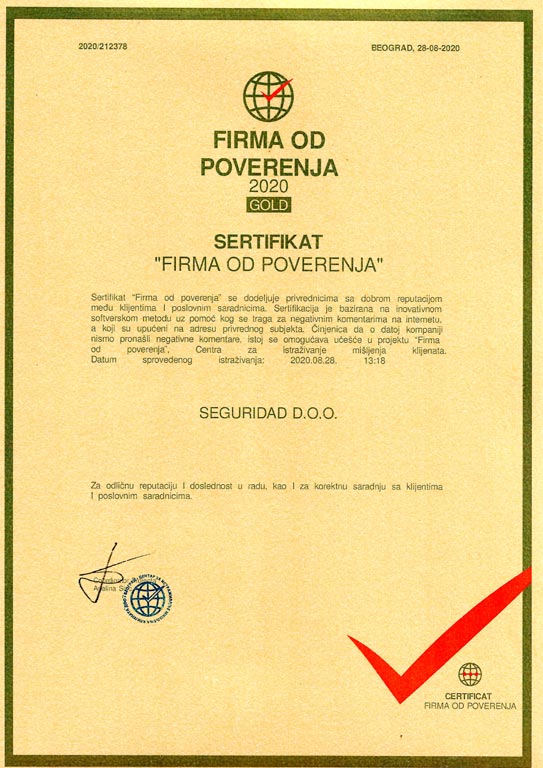 2020/212378
BEOGRAD, 28-08-2020
FIRMA OD
POVERENJA
2020
GOLD
SERTIFIKAT
"FIRMA OD POVERENJA"
Sertifikat "Firma od poverenja" se dodeljuje privrednicima sa dobrom reputacijom
među klijentima I poslovnim saradnicima. Sertifikacija je bazirana na inovativnom
softverskom metodu uz pomoć kog se traga za negativnim komentarima na internetu,
a koji su upućeni na adresu privrednog subjekta. Činjenica da o datoj kompaniji
nismo pronašli negativne komentare, istoj se omogućava učešće u projektu "Firma
od poverenja", Centra za istraživanje mišljenja klijenata.
Datum sprovedenog istraživanja: 2020.08.28. 13:18
SEGURIDAD D.O.O.
Za odličnu reputaciju I doslednost u radu, kao I za korektnu saradnju sa klijentima
I poslovnim saradnicima.
CERTIFICAT
FIRMA OD POVERENJA